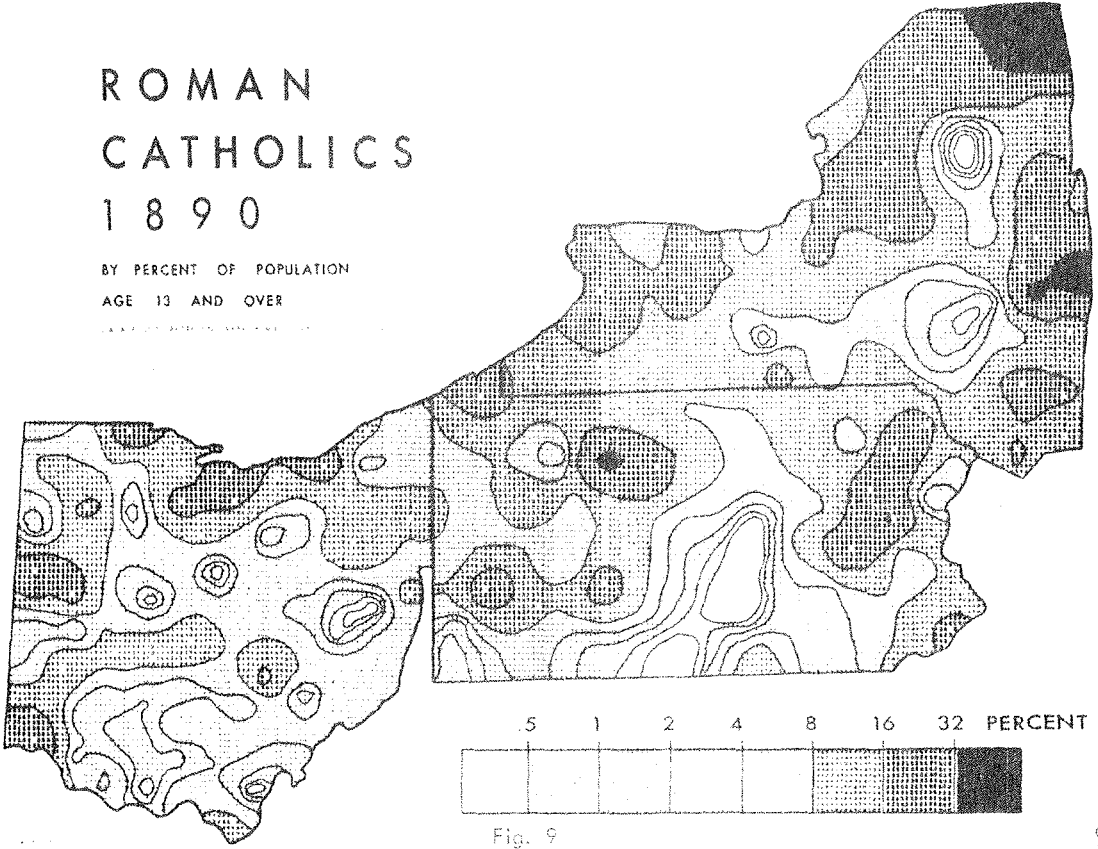 ROMAN
CATHOLICS
1890
BY PERCENT OF POPULATION
AGE 13 AND OVER
.5 1 2 4 8 16 32 PERCENT
Fig. 9